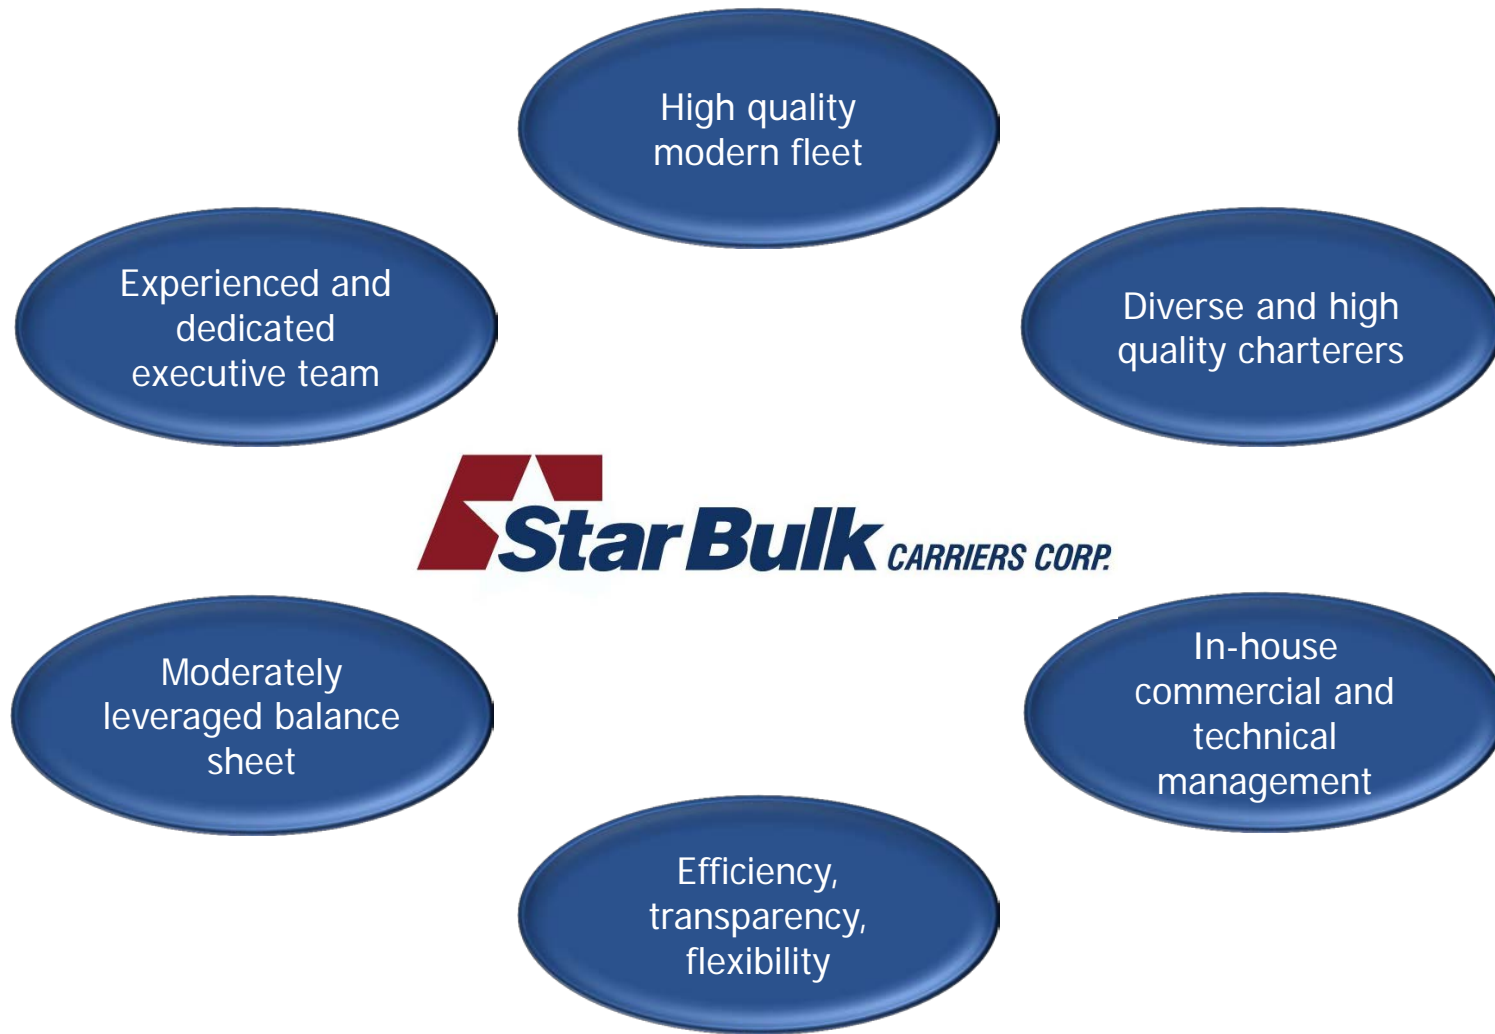 High quality
modern fleet
Experienced and
dedicated
executive team
Diverse and high
quality charterers
Star Bulk CARRIERS CORP.
Moderately
leveraged balance
sheet
In-house
commercial and
technical
management
Efficiency,
transparency,
flexibility